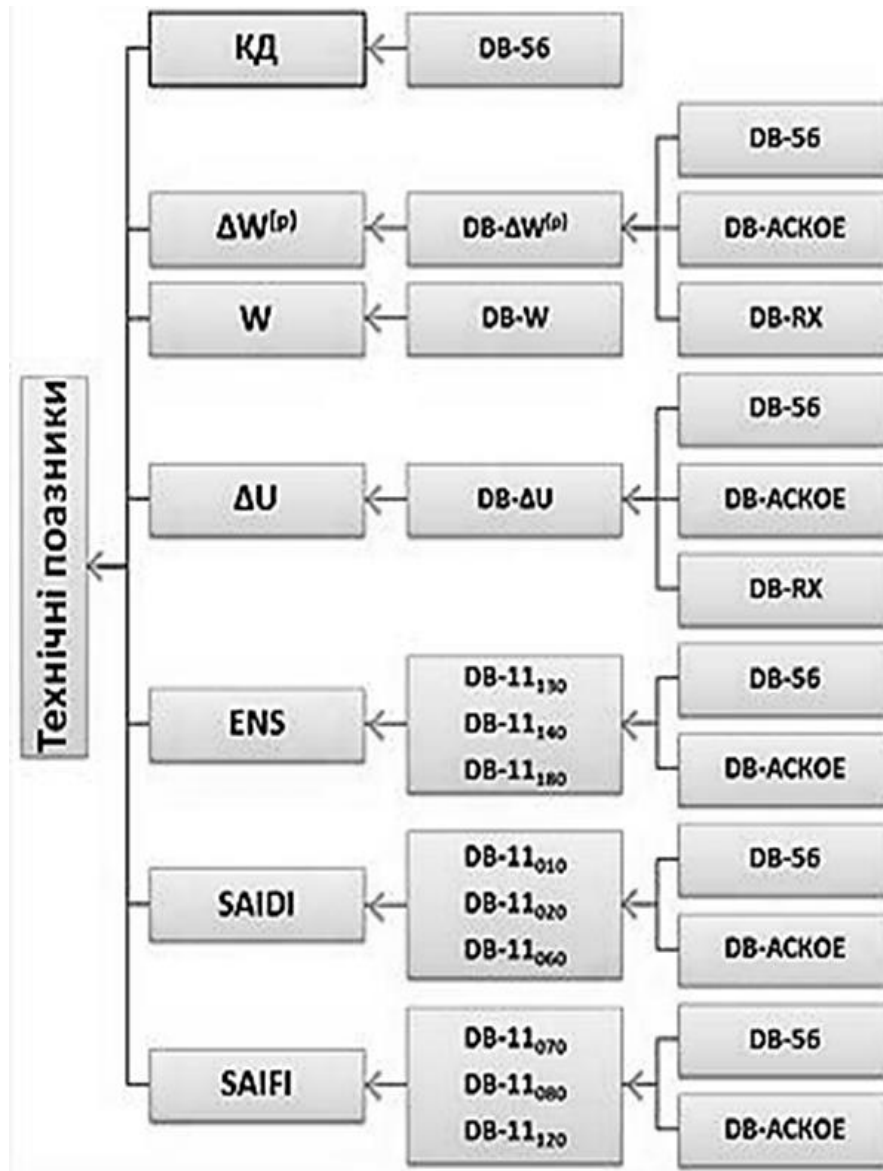 Технічні поазники
КД
DB-56
ΔW(p)
DB-ΔW(p)
DB-56
DB-АСКОЕ
DB-RX
W
DB-W
ΔU
DB-ΔU
DB-56
DB-АСКОЕ
DB-RX
ENS
DB-11₁₃₀
DB-11₁₄₀
DB-11₁₈₀
DB-56
DB-АСКОЕ
SAIDI
DB-11₀₁₀
DB-11₀₂₀
DB-11₀₆₀
DB-56
DB-АСКОЕ
SAIFI
DB-11₀₇₀
DB-11₀₈₀
DB-11₁₂₀
DB-56
DB-АСКОЕ